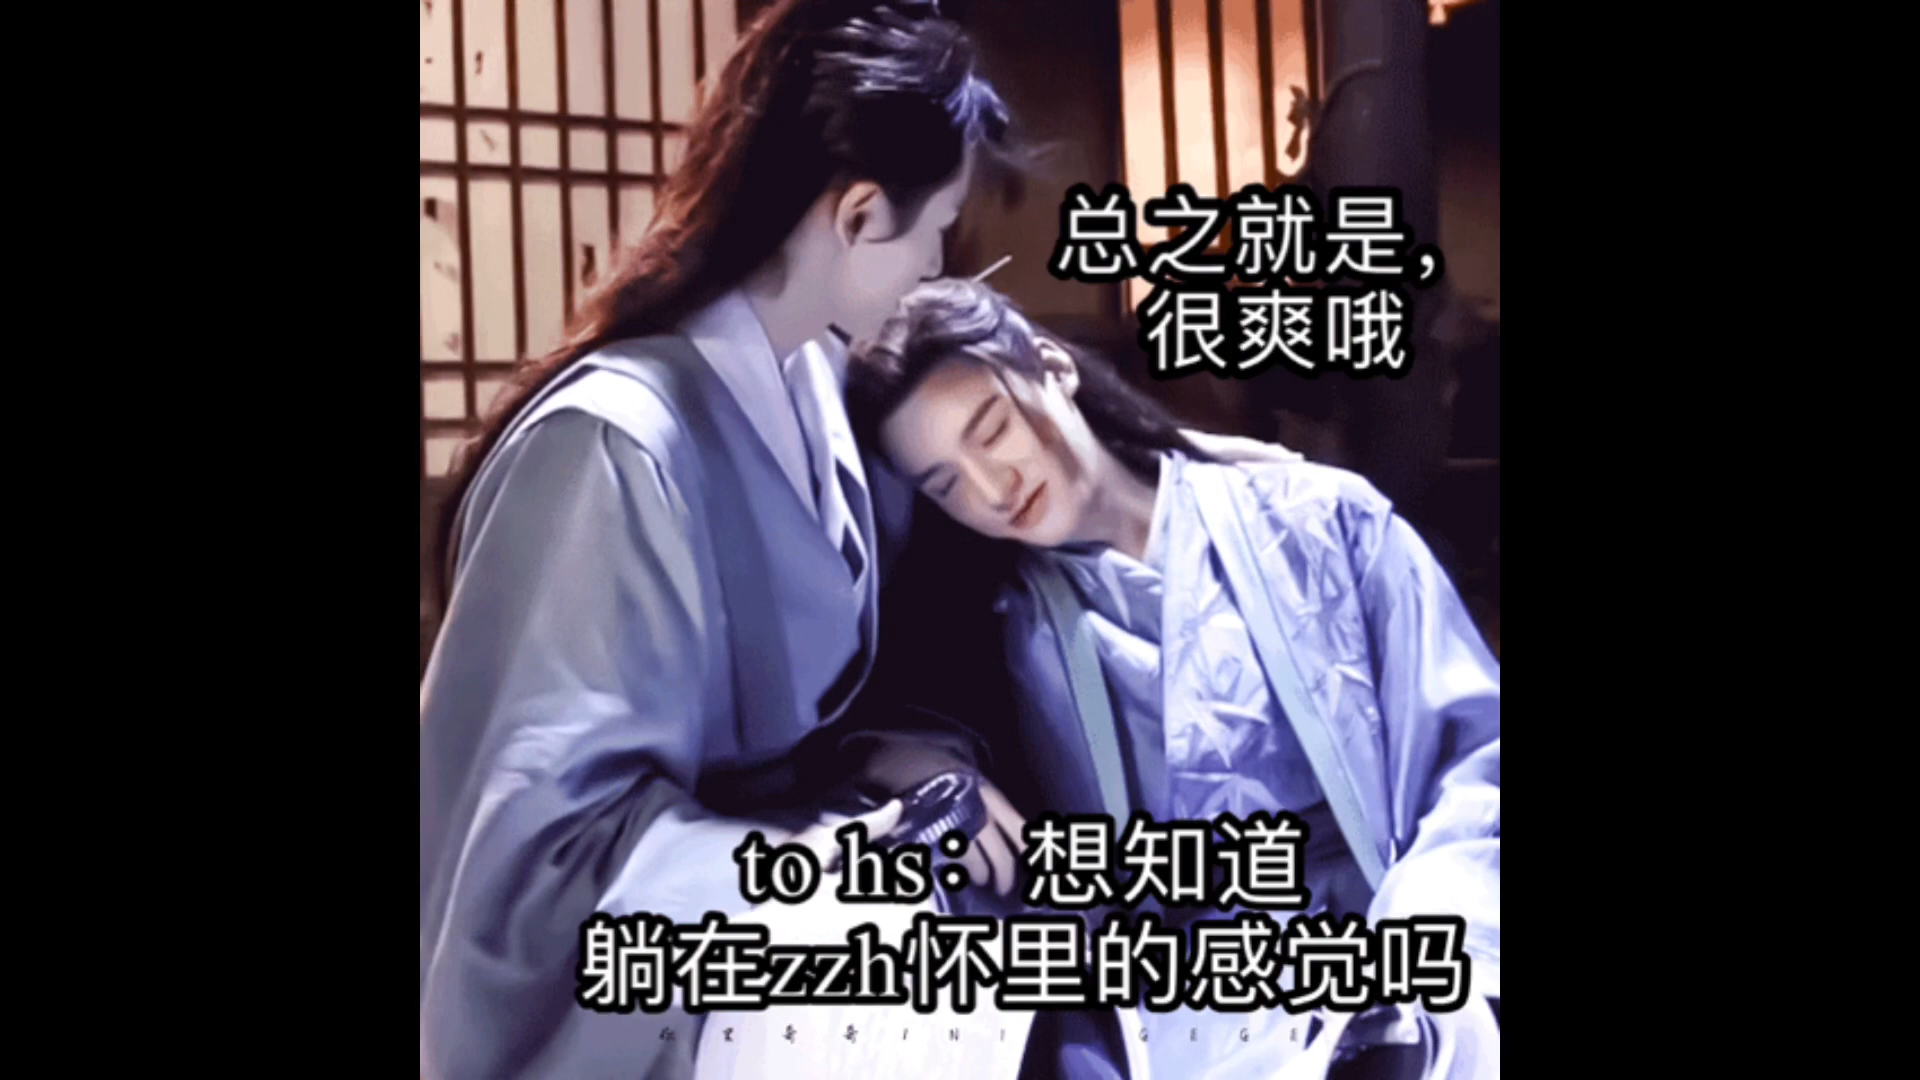 总之就是，
很爽哦
to hs：想知道
躺在zzh怀里的感觉吗